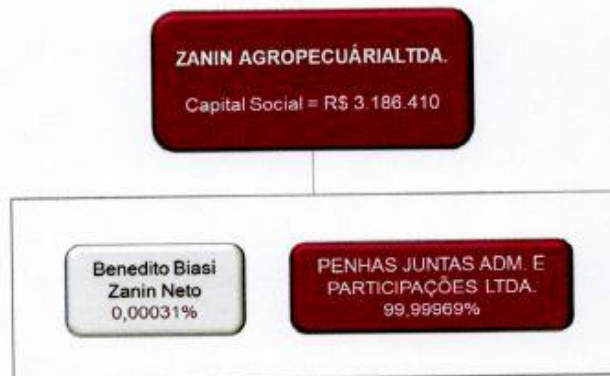 ZANIN AGROPECUÁRIALTDA.
Capital Social = R$ 3.186.410
Benedito Biasi
Zanin Neto
0,00031%
PENHAS JUNTAS ADM. E
PARTICIPAÇÕES LTDA.
99,99969%